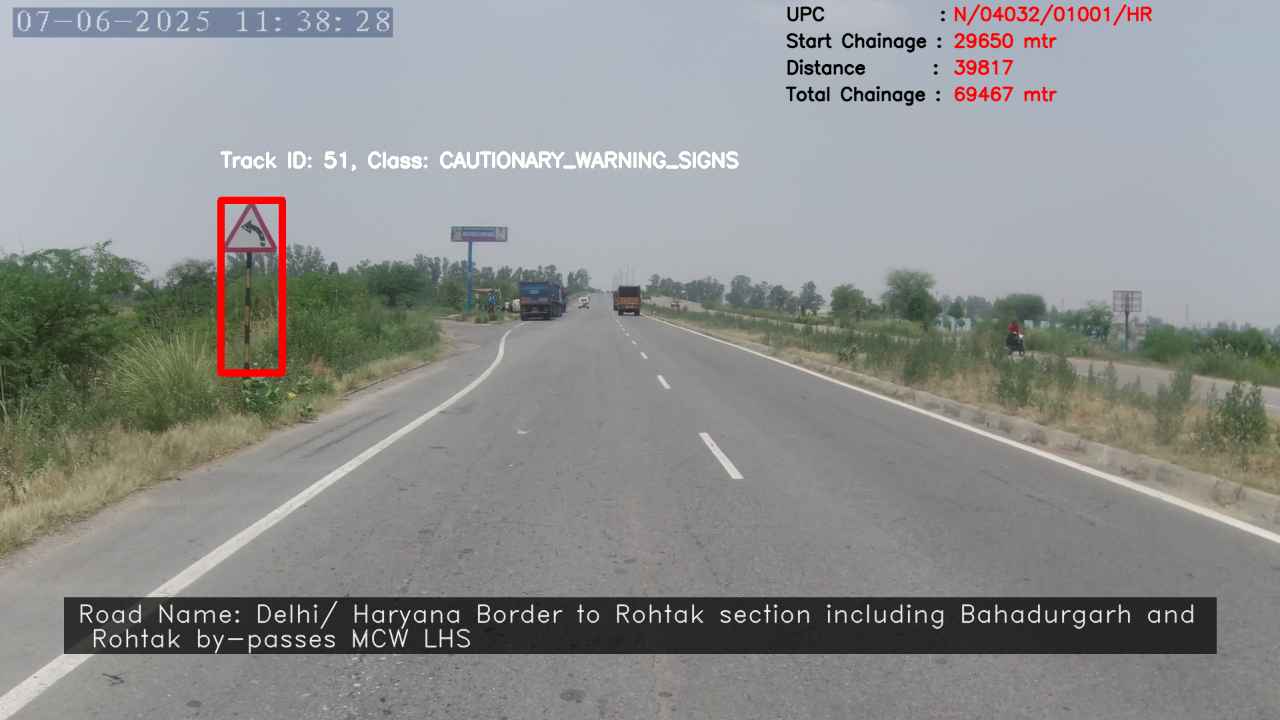 07-06-2025 11:38:28
UPC : N/04032/01001/HR
Start Chainage : 29650 mtr
Distance : 39817
Total Chainage : 69467 mtr
Track ID: 51, Class: CAUTIONARY_WARNING_SIGNS
Road Name: Delhi/ Haryana Border to Rohtak section including Bahadurgarh and
Rohtak by-passes MCW LHS